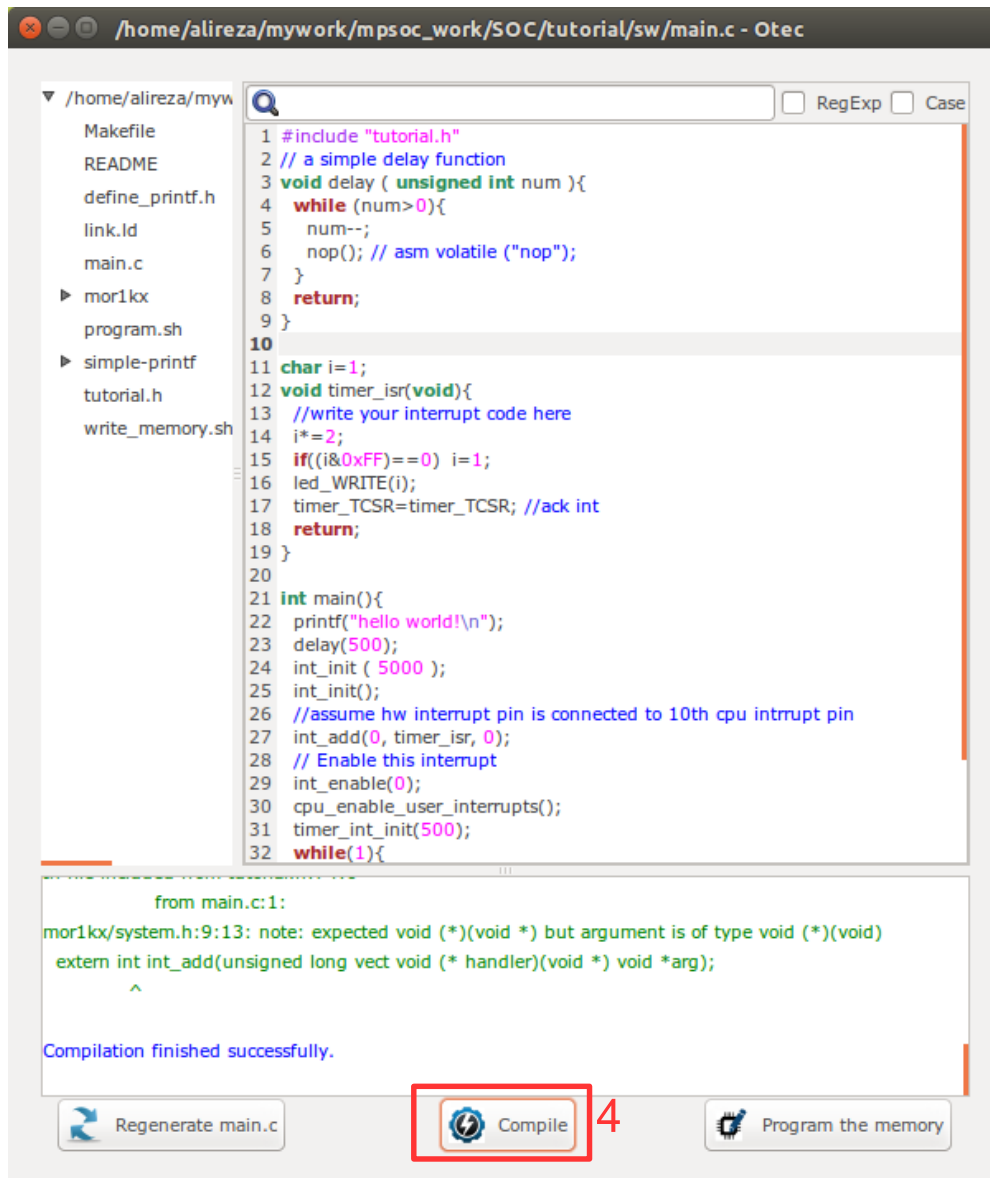 /home/alireza/mywork/mpsoc_work/SOC/tutorial/sw/main.c - Otec
/home/alireza/myw
Makefile
README
define_printf.h
link.ld
main.c
mor1kx
program.sh
simple-printf
tutorial.h
write_memory.sh
RegExp Case
1 #include "tutorial.h"
2 // a simple delay function
3 void delay ( unsigned int num ){
4 while (num>0){
5 num--;
6 nop(); // asm volatile ("nop");
7 }
8 return;
9 }
10
11 char i=1;
12 void timer_isr(void){
13 //write your interrupt code here
14 i*=2;
15 if((i&0xFF)==0) i=1;
16 led_WRITE(i);
17 timer_TCSR=timer_TCSR; //ack int
18 return;
19 }
20
21 int main(){
22 printf("hello world!\n");
23 delay(500);
24 int_init ( 5000 );
25 int_init();
26 //assume hw interrupt pin is connected to 10th cpu intrrupt pin
27 int_add(0, timer_isr, 0);
28 // Enable this interrupt
29 int_enable(0);
30 cpu_enable_user_interrupts();
31 timer_int_init(500);
32 while(1){
from main.c:1:
mor1kx/system.h:9:13: note: expected void (*)(void *) but argument is of type void (*)(void)
extern int int_add(unsigned long vect void (* handler)(void *) void *arg);
^
Compilation finished successfully.
Regenerate main.c
Compile
4
Program the memory